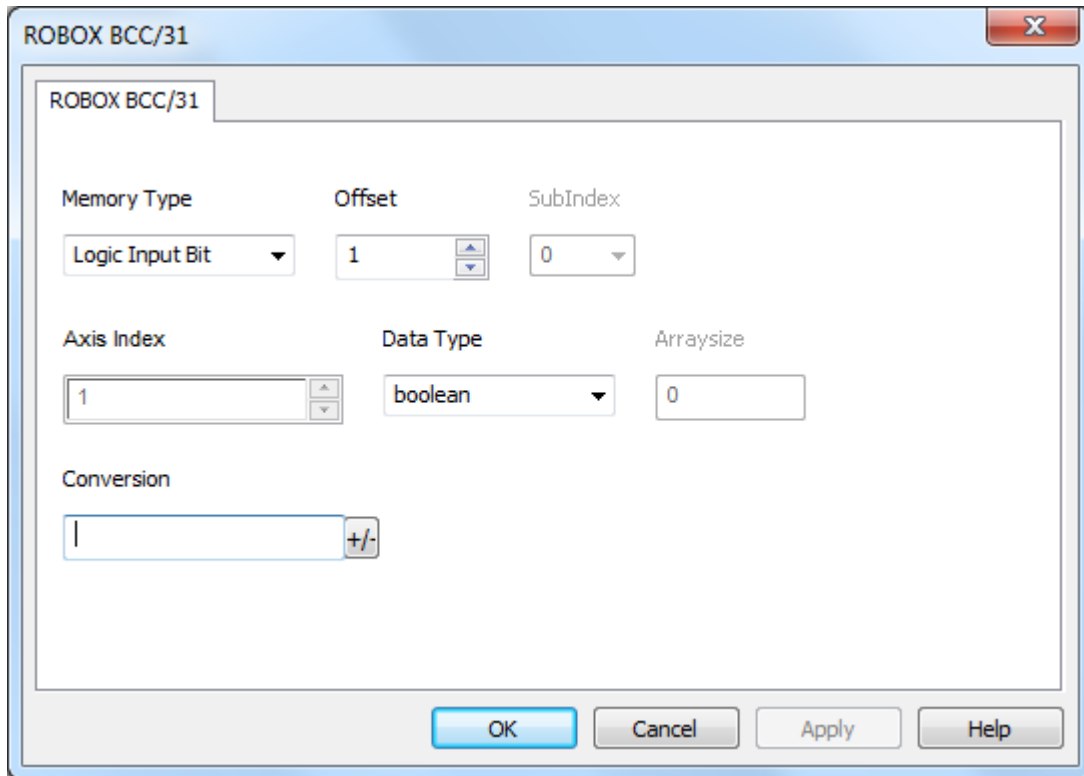 ROBOX BCC/31
ROBOX BCC/31
Memory Type Offset SubIndex
Logic Input Bit 1 0
Axis Index Data Type Arraysize
1 boolean 0
Conversion
+/-
OK Cancel Apply Help